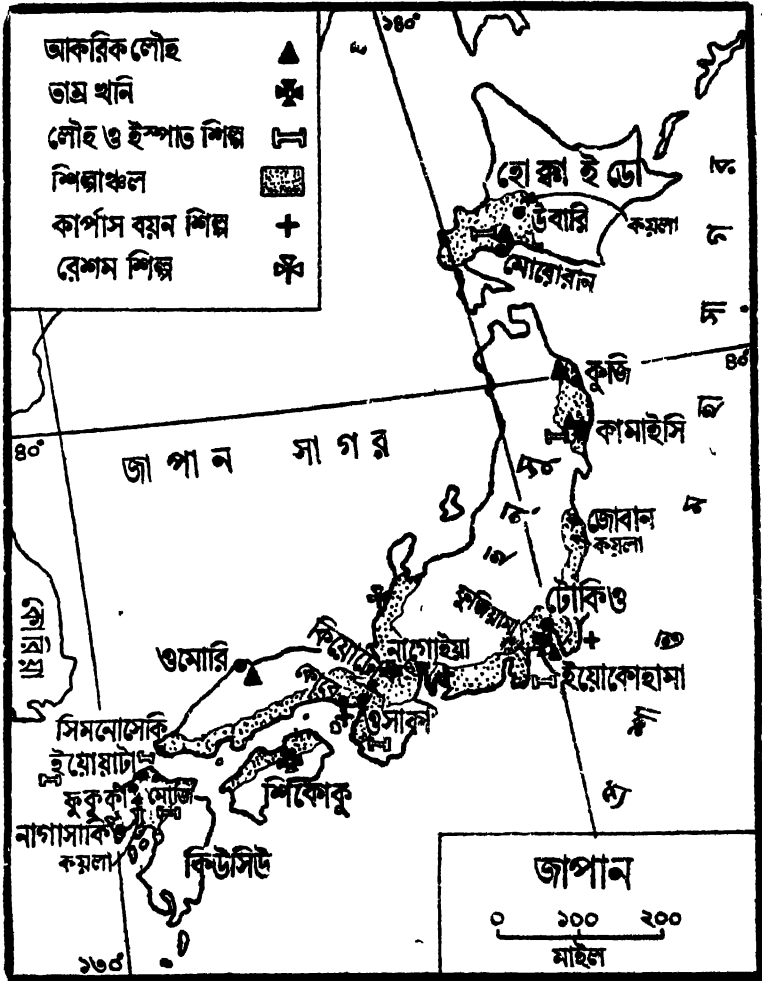 আকরিক লৌহ
তাম্র খনি
লৌহ ও ইস্পাত শিল্প
শিল্পাঞ্চল
কার্পাস বয়ন শিল্প
রেশম শিল্প
১৪০°
হোক্কাইডো
উবারি
কয়লা
মোরোরান
৪০°
কুজি
কামাইসি
৪০°
জাপান সাগর
জোবান
কয়লা
কোরিয়া
টোকিও
ফুজিয়ামা
কিয়োটো
নাগোইয়া
ওমোরি
ইয়োকোহামা
কোবে
ওসাকা
সিমনোসেকি
ইয়োয়াটা
ফুকুকা
মোজি
শিকোকু
নাগাসাকি
কয়লা
কিউসিউ
১৩০°
জাপান
০ ১০০ ২০০
মাইল